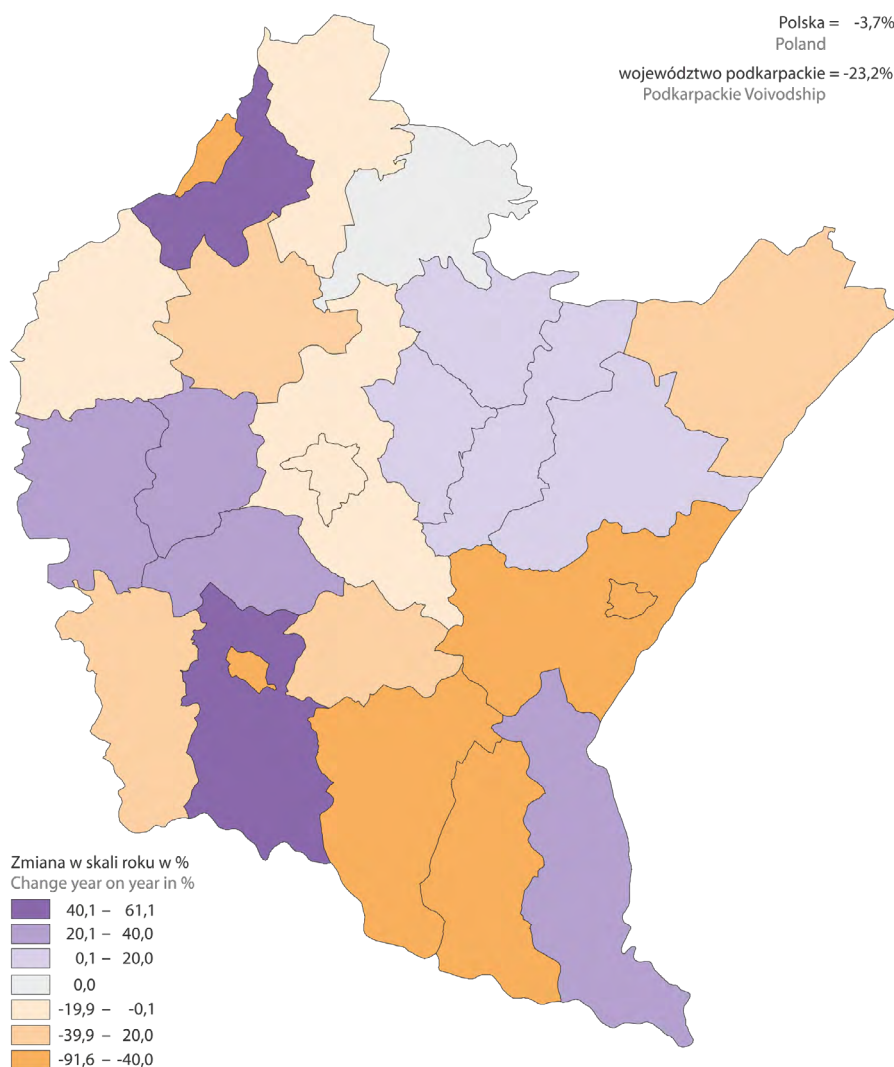 Polska = -3,7%
Poland
województwo podkarpackie = -23,2%
Podkarpackie Voivodship
Zmiana w skali roku w %
Change year on year in %
40,1 – 61,1
20,1 – 40,0
0,1 – 20,0
0,0
-19,9 – -0,1
-39,9 – 20,0
-91,6 – -40,0